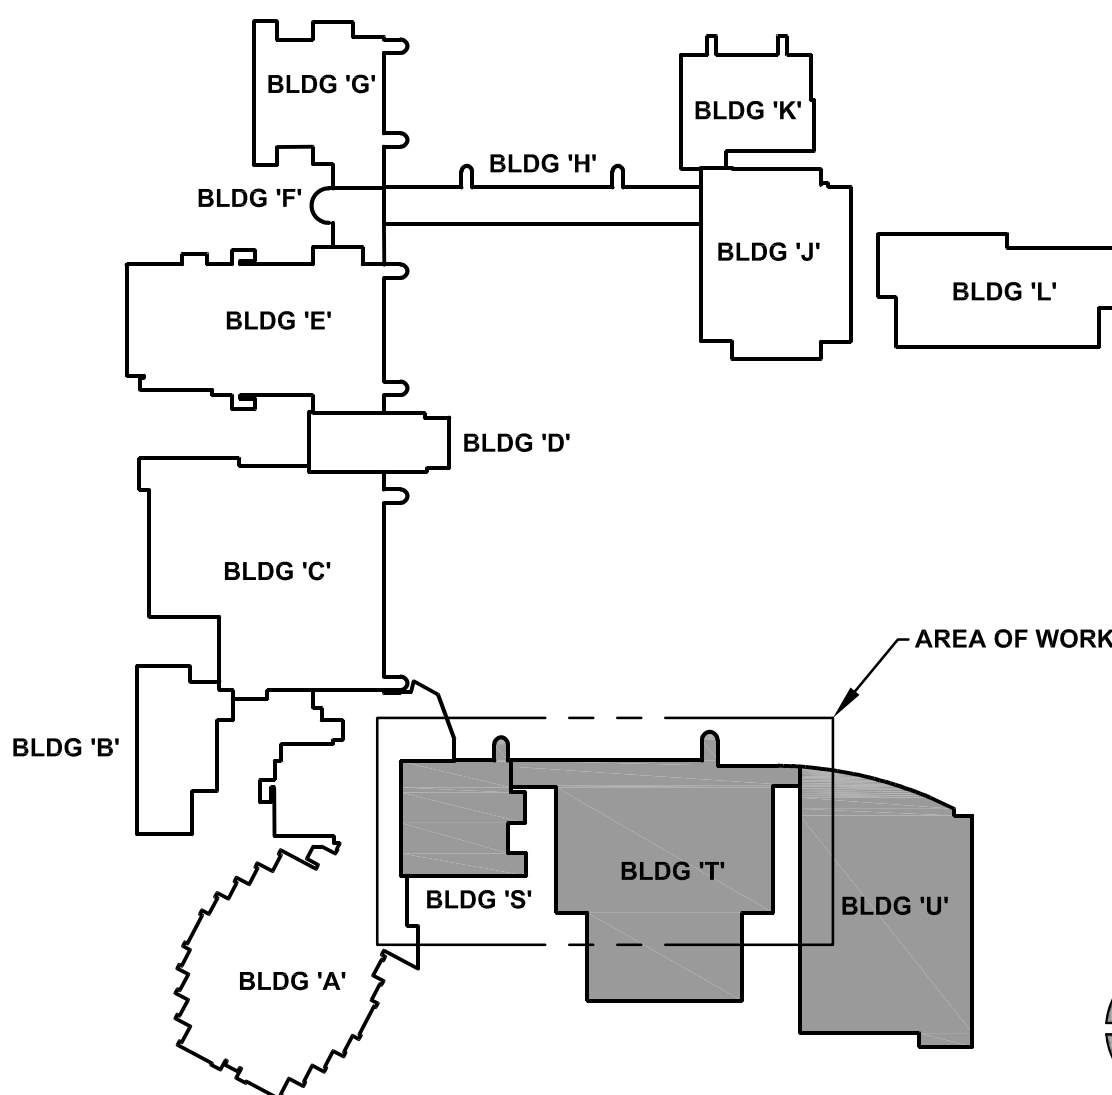 BLDG 'G'
BLDG 'K'
BLDG 'H'
BLDG 'F'
BLDG 'J'
BLDG 'L'
BLDG 'E'
BLDG 'D'
BLDG 'C'
AREA OF WORK
BLDG 'B'
BLDG 'T'
BLDG 'S'
BLDG 'U'
BLDG 'A'